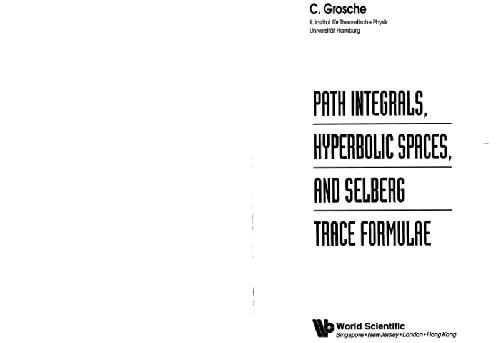 C. Grosche
II. Institut für Theoretische Physik
Universität Hamburg
PATH INTEGRALS,
HYPERBOLIC SPACES,
AND SELBERG
TRACE FORMULAE
World Scientific
Singapore • New Jersey • London • Hong Kong